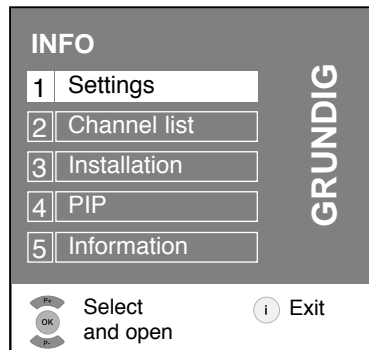 INFO
1 Settings
2 Channel list
3 Installation
4 PIP
5 Information
GRUNDIG
P+
OK
P-
Select
and open
i Exit